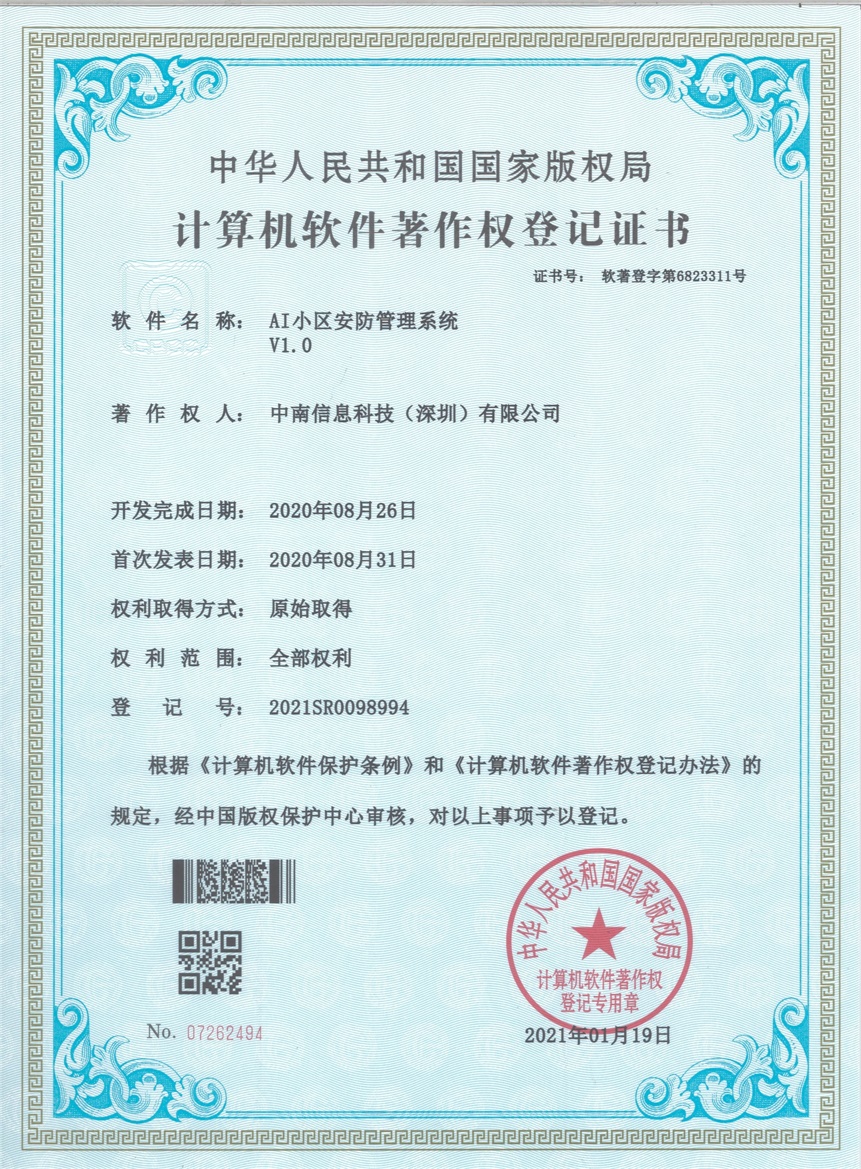 中华人民共和国国家版权局
计算机软件著作权登记证书
证书号： 软著登字第6823311号
CPCC
软件名称： AI小区安防管理系统
V1.0
著作权人： 中南信息科技（深圳）有限公司
开发完成日期： 2020年08月26日
首次发表日期： 2020年08月31日
权利取得方式： 原始取得
权利范围： 全部权利
登记号： 2021SR0098994
根据《计算机软件保护条例》和《计算机软件著作权登记办法》的
规定，经中国版权保护中心审核，对以上事项予以登记。
中华人民共和国国家版权局
计算机软件著作权
登记专用章
No. 07262494
2021年01月19日